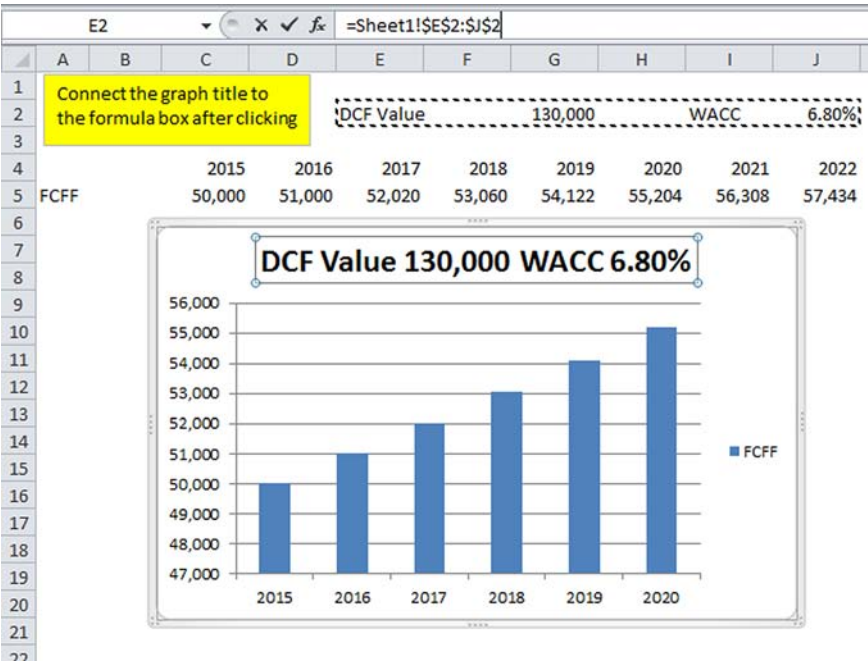 E2 fx =Sheet1!$E$2:$J$2
A B C D E F G H I J
1
Connect the graph title to
2 the formula box after clicking DCF Value 130,000 WACC 6.80%
3
4 2015 2016 2017 2018 2019 2020 2021 2022
5 FCFF 50,000 51,000 52,020 53,060 54,122 55,204 56,308 57,434
6
7
DCF Value 130,000 WACC 6.80%
8
9 56,000
10 55,000
11 54,000
12 53,000
13 52,000
14 51,000
FCFF
15
16 50,000
17 49,000
18 48,000
19 47,000
20 2015 2016 2017 2018 2019 2020
21
22